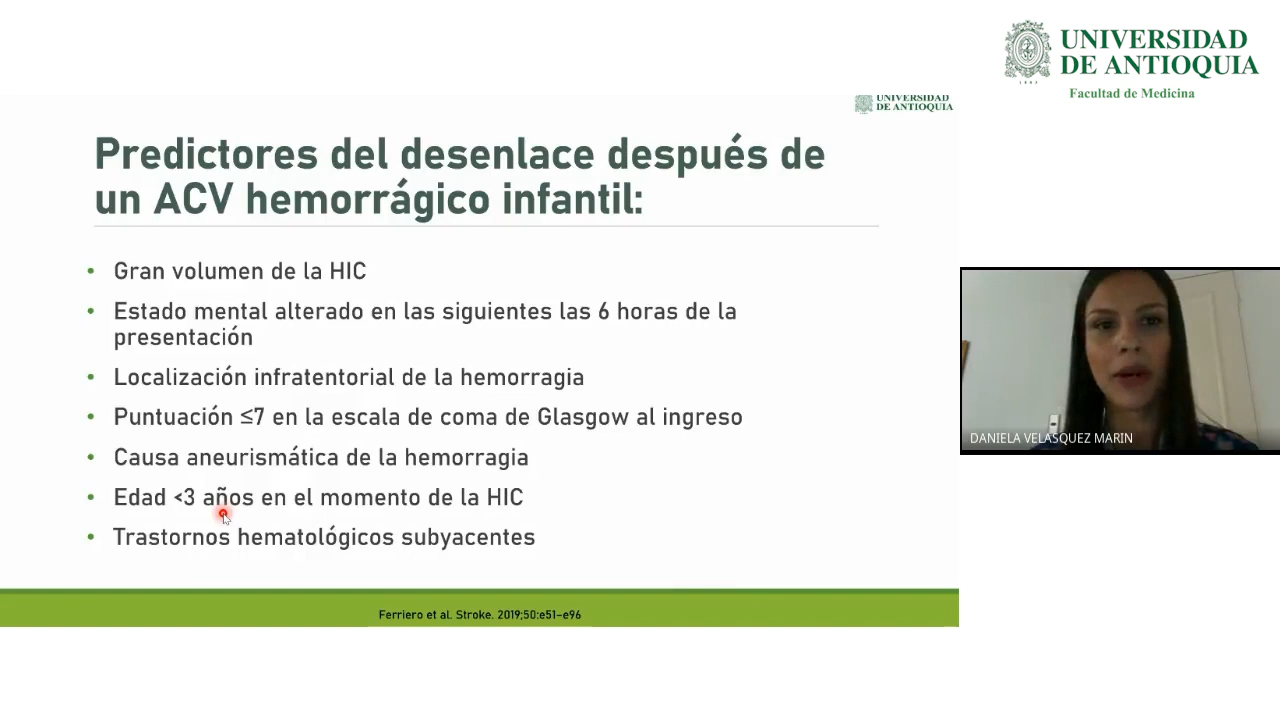 UNIVERSIDAD
DE ANTIOQUIA
1803
Facultad de Medicina
UNIVERSIDAD
DE ANTIOQUIA
Predictores del desenlace después de
un ACV hemorrágico infantil:
• Gran volumen de la HIC
• Estado mental alterado en las siguientes las 6 horas de la
presentación
• Localización infratentorial de la hemorragia
• Puntuación ≤7 en la escala de coma de Glasgow al ingreso
• Causa aneurismática de la hemorragia
• Edad <3 años en el momento de la HIC
• Trastornos hematológicos subyacentes
DANIELA VELASQUEZ MARIN
Ferriero et al. Stroke. 2019;50:e51–e96